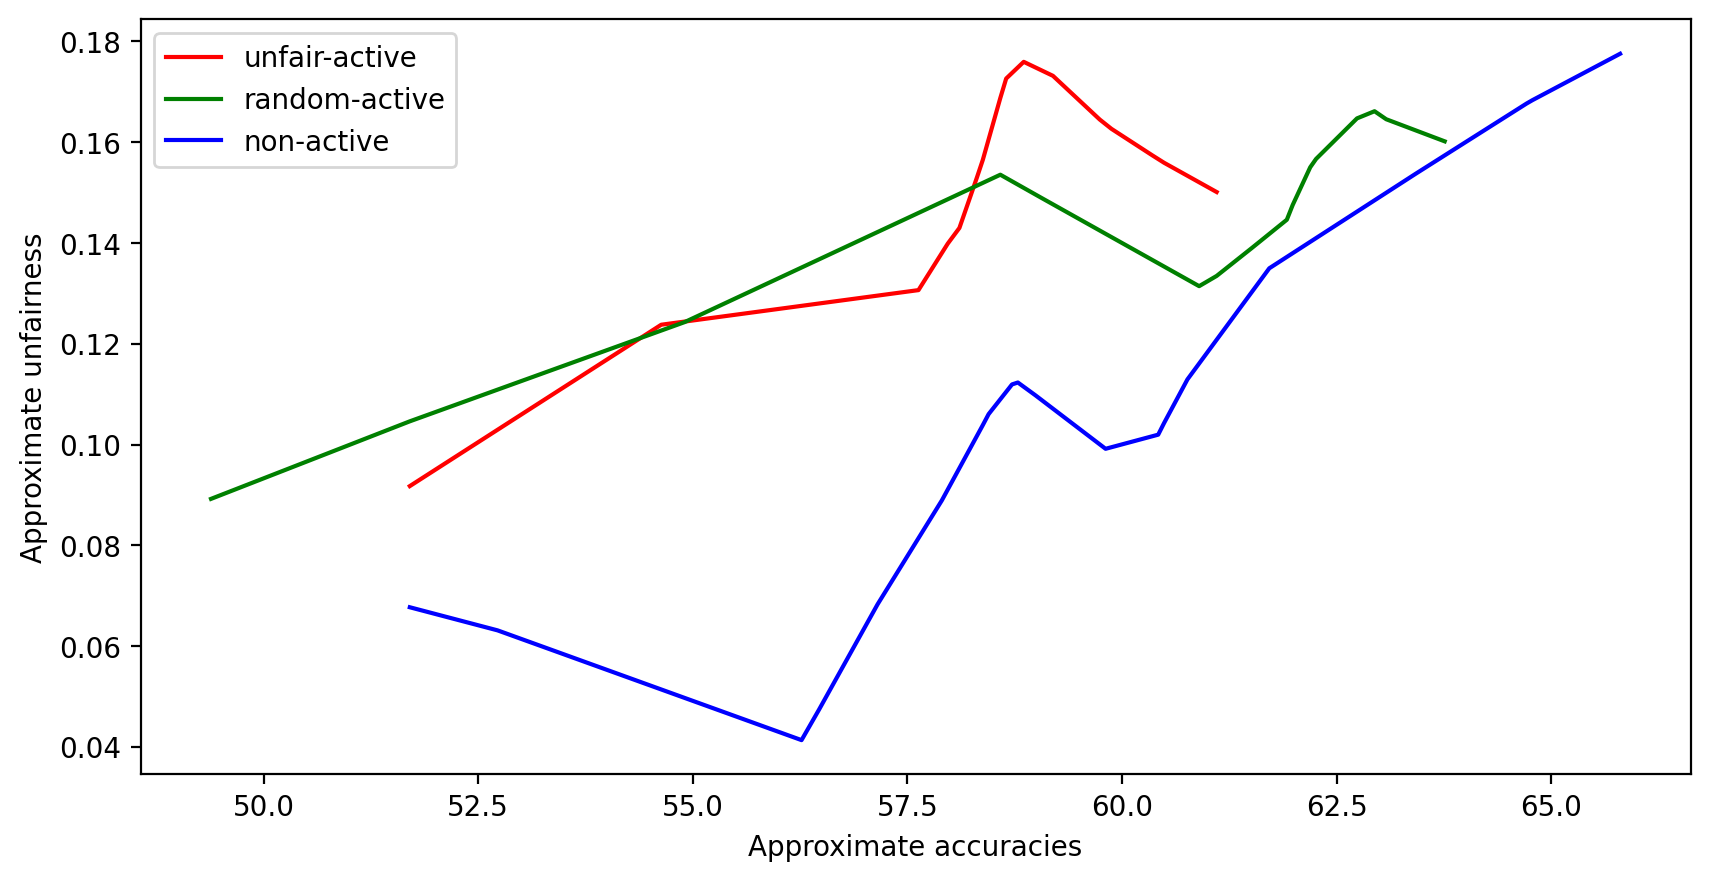 unfair-active
random-active
non-active
0.18
0.16
0.14
0.12
0.10
0.08
0.06
0.04
Approximate unfairness
50.0 52.5 55.0 57.5 60.0 62.5 65.0
Approximate accuracies